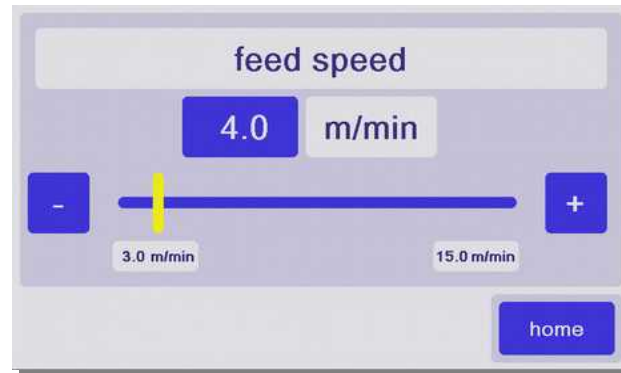 feed speed
4.0 m/min
- +
3.0 m/min 15.0 m/min
home